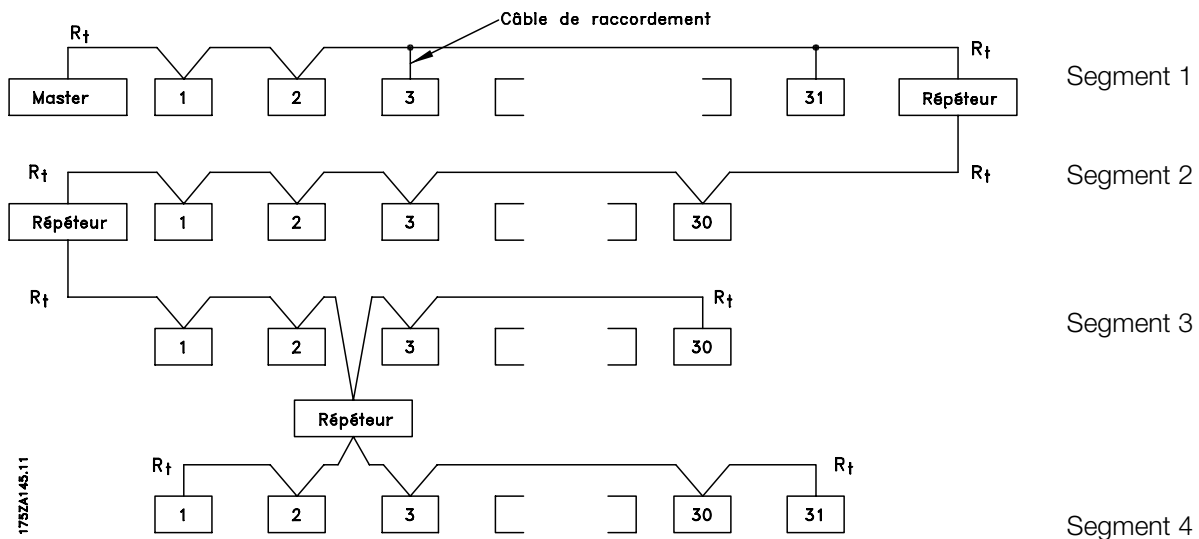 Câble de raccordement
Rt Rt
Master 1 2 3 31 Répéteur Segment 1
Rt Rt Segment 2
Répéteur 1 2 3 30
Rt Rt
1 2 3 30 Segment 3
Répéteur
Rt Rt
1 2 3 30 31 Segment 4
175ZA145.11